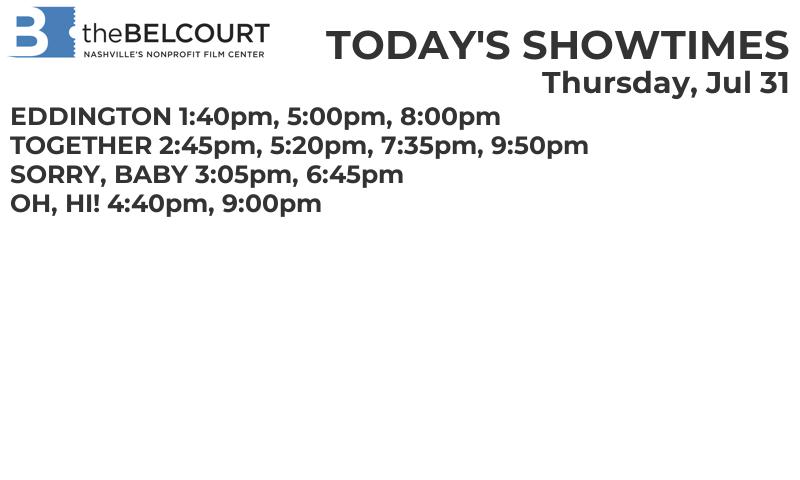 B theBELCOURT
NASHVILLE'S NONPROFIT FILM CENTER
TODAY'S SHOWTIMES
Thursday, Jul 31
EDDINGTON 1:40pm, 5:00pm, 8:00pm
TOGETHER 2:45pm, 5:20pm, 7:35pm, 9:50pm
SORRY, BABY 3:05pm, 6:45pm
OH, HI! 4:40pm, 9:00pm